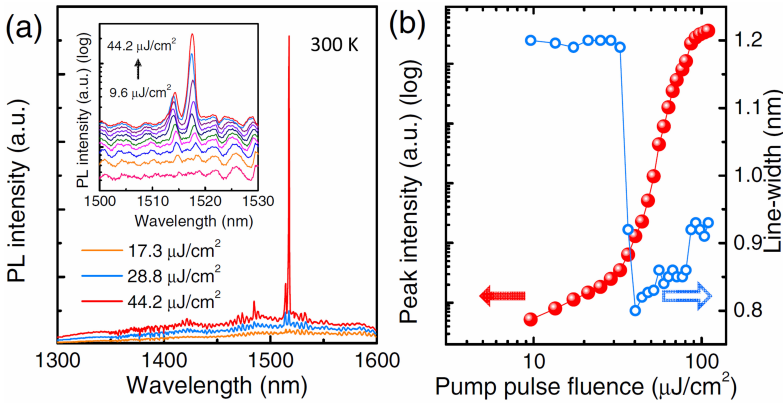 (a)
300 K
PL intensity (a.u.)
Wavelength (nm)
1300 1400 1500 1600
17.3 μJ/cm²
28.8 μJ/cm²
44.2 μJ/cm²
PL intensity (a.u.) (log)
44.2 μJ/cm²
9.6 μJ/cm²
1500 1510 1520 1530
Wavelength (nm)
(b)
Peak intensity (a.u.) (log)
Line-width (nm)
1.2
1.1
1.0
0.9
0.8
10 100
Pump pulse fluence (μJ/cm²)